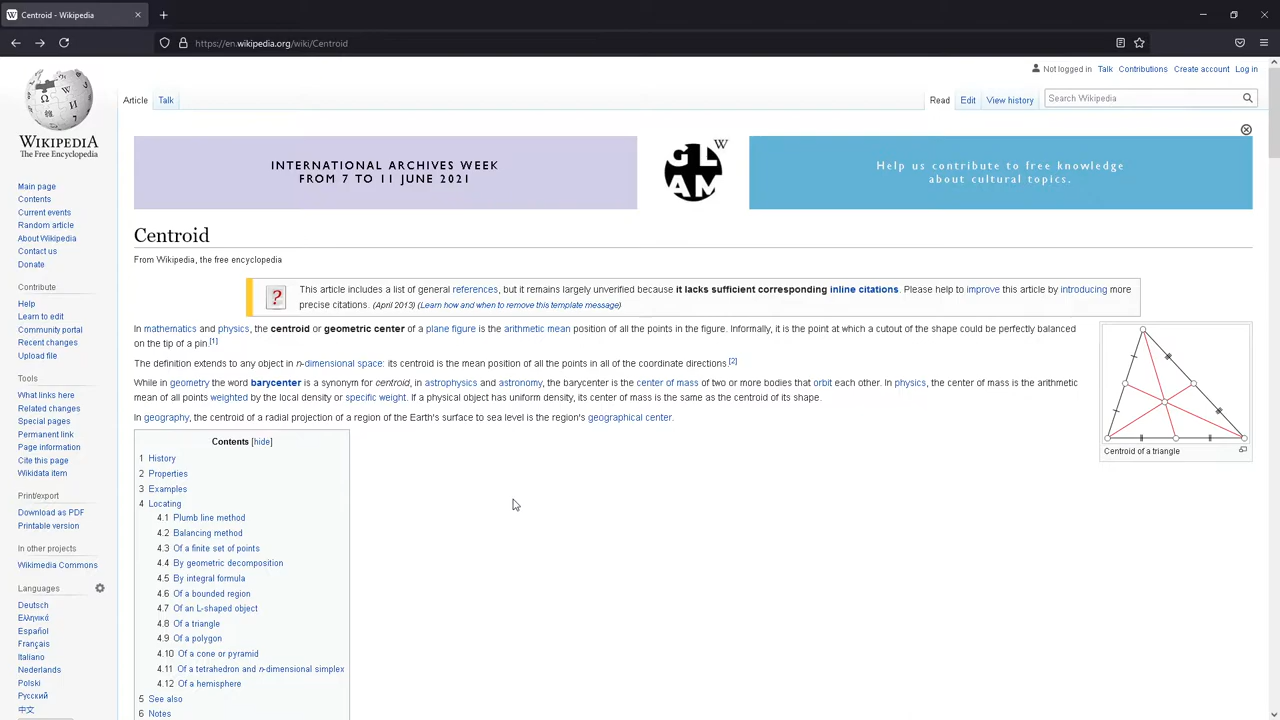 Centroid - Wikipedia
https://en.wikipedia.org/wiki/Centroid
Not logged in Talk Contributions Create account Log in
Article Talk Read Edit View history Search Wikipedia
WIKIPEDIA
The Free Encyclopedia
Main page
Contents
Current events
Random article
About Wikipedia
Contact us
Donate
Contribute
Help
Learn to edit
Community portal
Recent changes
Upload file
Tools
What links here
Related changes
Special pages
Permanent link
Page information
Cite this page
Wikidata item
Print/export
Download as PDF
Printable version
In other projects
Wikimedia Commons
Languages
Deutsch
Ελληνικά
Español
Français
Italiano
Nederlands
Polski
Русский
中文
INTERNATIONAL ARCHIVES WEEK
FROM 7 TO 11 JUNE 2021
GL
AM
W
Help us contribute to free knowledge
about cultural topics.
Centroid
From Wikipedia, the free encyclopedia
This article includes a list of general references, but it remains largely unverified because it lacks sufficient corresponding inline citations. Please help to improve this article by introducing more
precise citations. (April 2013) (Learn how and when to remove this template message)
In mathematics and physics, the centroid or geometric center of a plane figure is the arithmetic mean position of all the points in the figure. Informally, it is the point at which a cutout of the shape could be perfectly balanced
on the tip of a pin.[1]
The definition extends to any object in n-dimensional space: its centroid is the mean position of all the points in all of the coordinate directions.[2]
While in geometry the word barycenter is a synonym for centroid, in astrophysics and astronomy, the barycenter is the center of mass of two or more bodies that orbit each other. In physics, the center of mass is the arithmetic
mean of all points weighted by the local density or specific weight. If a physical object has uniform density, its center of mass is the same as the centroid of its shape.
In geography, the centroid of a radial projection of a region of the Earth's surface to sea level is the region's geographical center.
Centroid of a triangle
Contents [hide]
1 History
2 Properties
3 Examples
4 Locating
4.1 Plumb line method
4.2 Balancing method
4.3 Of a finite set of points
4.4 By geometric decomposition
4.5 By integral formula
4.6 Of a bounded region
4.7 Of an L-shaped object
4.8 Of a triangle
4.9 Of a polygon
4.10 Of a cone or pyramid
4.11 Of a tetrahedron and n-dimensional simplex
4.12 Of a hemisphere
5 See also
6 Notes